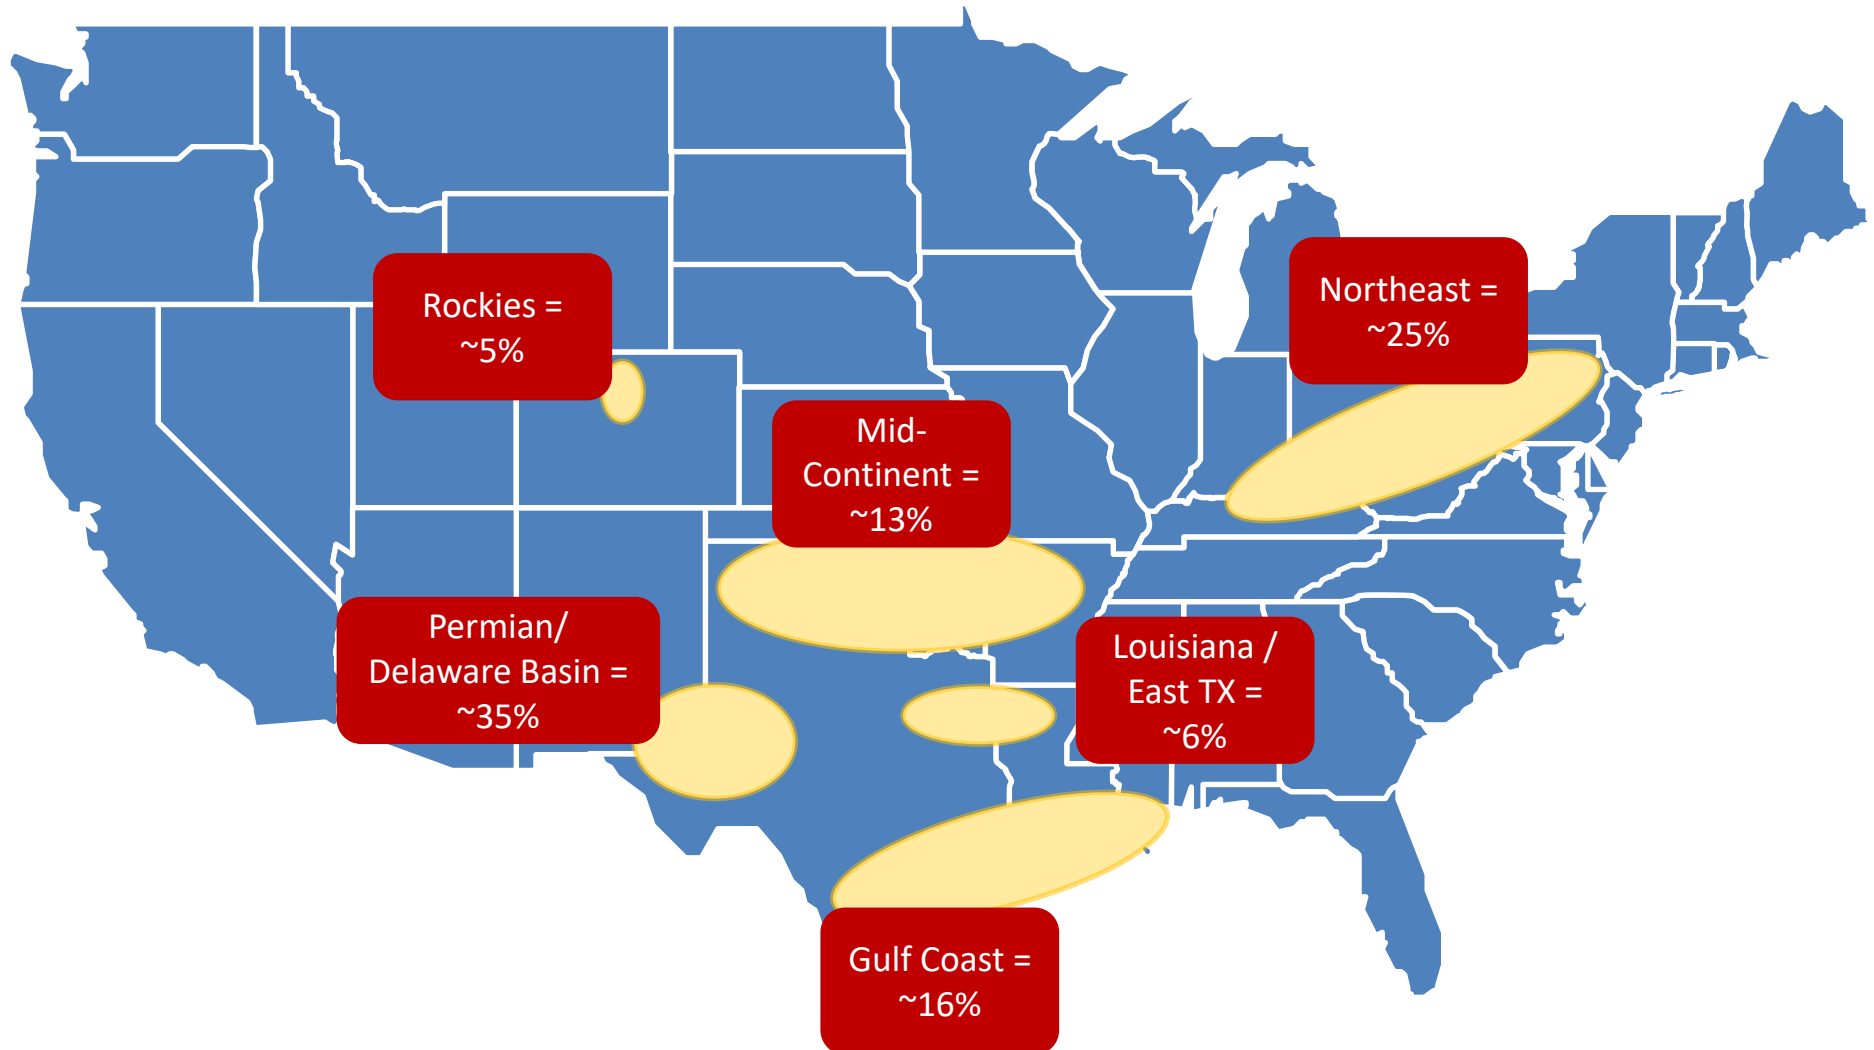 Rockies =
~5%
Northeast =
~25%
Mid-
Continent =
~13%
Permian/
Delaware Basin =
~35%
Louisiana /
East TX =
~6%
Gulf Coast =
~16%